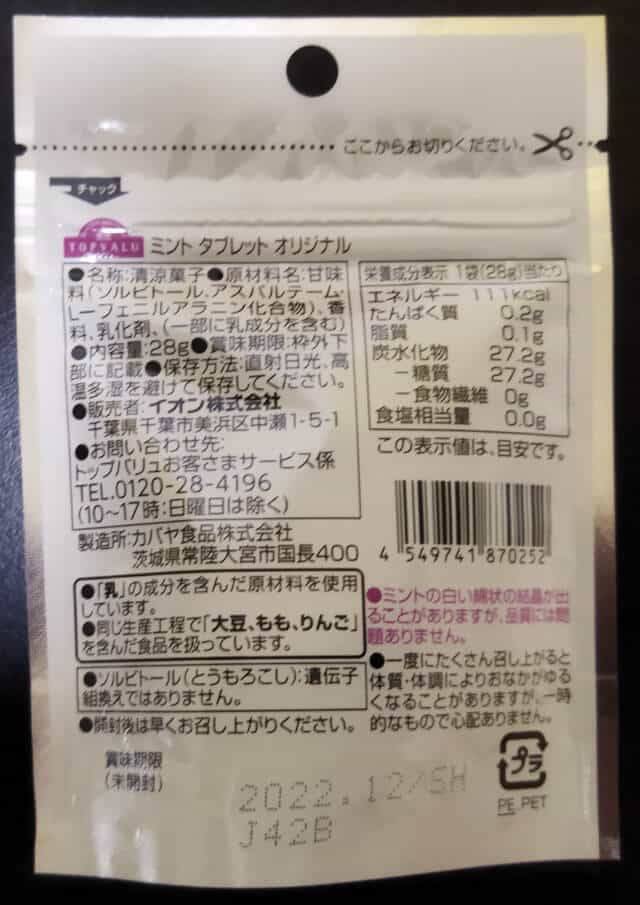 ここからお切りください。
チャック
TOPVALU ミント タブレット オリジナル
●名称:清涼菓子●原材料名:甘味
料(ソルビトール、アスパルテーム・
L-フェニルアラニン化合物)、香
料、乳化剤、(一部に乳成分を含む)
●内容量:28g●賞味期限:枠外下
部に記載●保存方法:直射日光、高
温多湿を避けて保存してください。
●販売者:イオン株式会社
千葉県千葉市美浜区中瀬1-5-1
●お問い合わせ先:
トップバリュお客さまサービス係
TEL.0120-28-4196
(10~17時:日曜日は除く)
製造所:カバヤ食品株式会社
茨城県常陸大宮市国長400
栄養成分表示 1袋(28g)当たり
エネルギー 111kcal
たんぱく質 0.2g
脂質 0.1g
炭水化物 27.2g
-糖質 27.2g
-食物繊維 0g
食塩相当量 0.0g
この表示値は、目安です。
4 549741 870252
●「乳」の成分を含んだ原材料を使用
しています。
●同じ生産工程で「大豆、もも、りんご」
を含んだ食品を扱っています。
●ソルビトール(とうもろこし):遺伝子
組換えではありません。
●開封後は早くお召し上がりください。
●ミントの白い綿状の結晶が出
ることがありますが、品質には問
題ありません。
●一度にたくさん召し上がると
体質・体調によりおなかがゆる
くなることがありますが、一時
的なもので心配ありません。
賞味期限
(未開封)
2022.12/SH
J42B
プラ
PE,PET